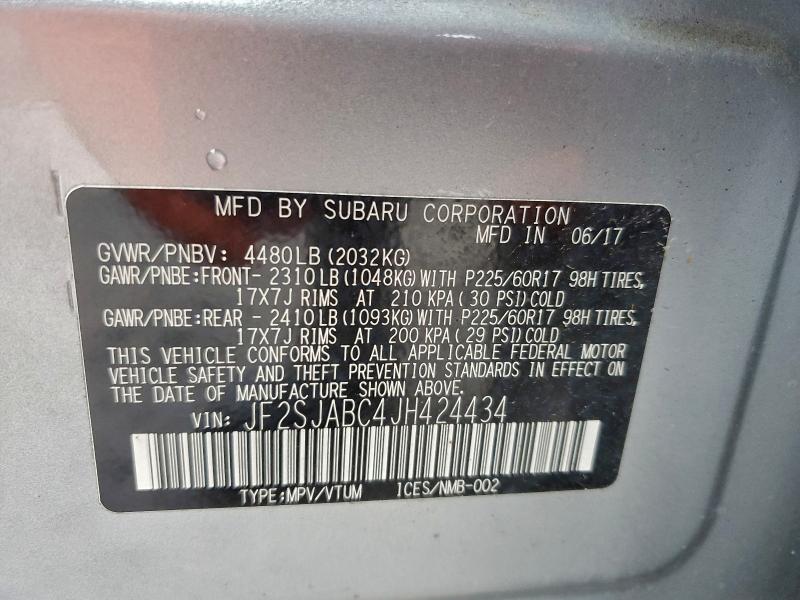 MFD BY SUBARU CORPORATION
MFD IN 06/17
GVWR/PNBV: 4480LB (2032KG)
GAWR/PNBE:FRONT- 2310LB(1048KG)WITH P225/60R17 98H TIRES,
17X7J RIMS AT 210 KPA( 30 PSI)COLD
GAWR/PNBE:REAR - 2410LB(1093KG)WITH P225/60R17 98H TIRES,
17X7J RIMS AT 200 KPA( 29 PSI)COLD
THIS VEHICLE CONFORMS TO ALL APPLICABLE FEDERAL MOTOR
VEHICLE SAFETY AND THEFT PREVENTION STANDARDS IN EFFECT ON
THE DATE OF MANUFACTURE SHOWN ABOVE.
VIN: JF2SJABC4JH424434
TYPE;MPV/VTUM ICES/NMB-002